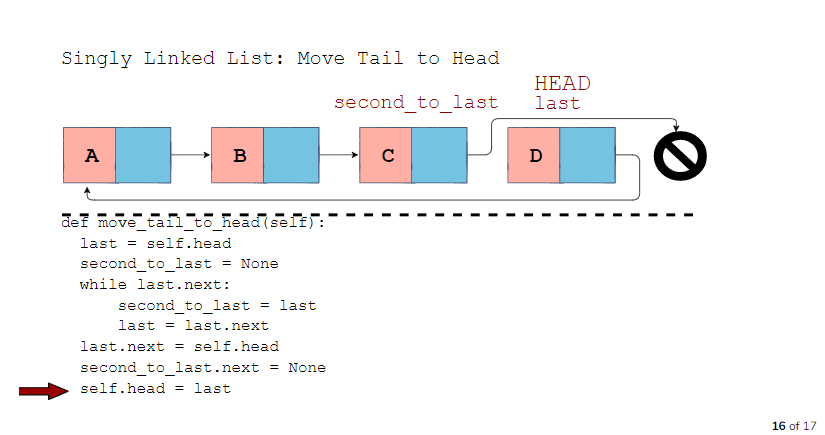 Singly Linked List: Move Tail to Head
HEAD
second_to_last last
A B C D
def move_tail_to_head(self):
last = self.head
second_to_last = None
while last.next:
second_to_last = last
last = last.next
last.next = self.head
second_to_last.next = None
self.head = last
16 of 17